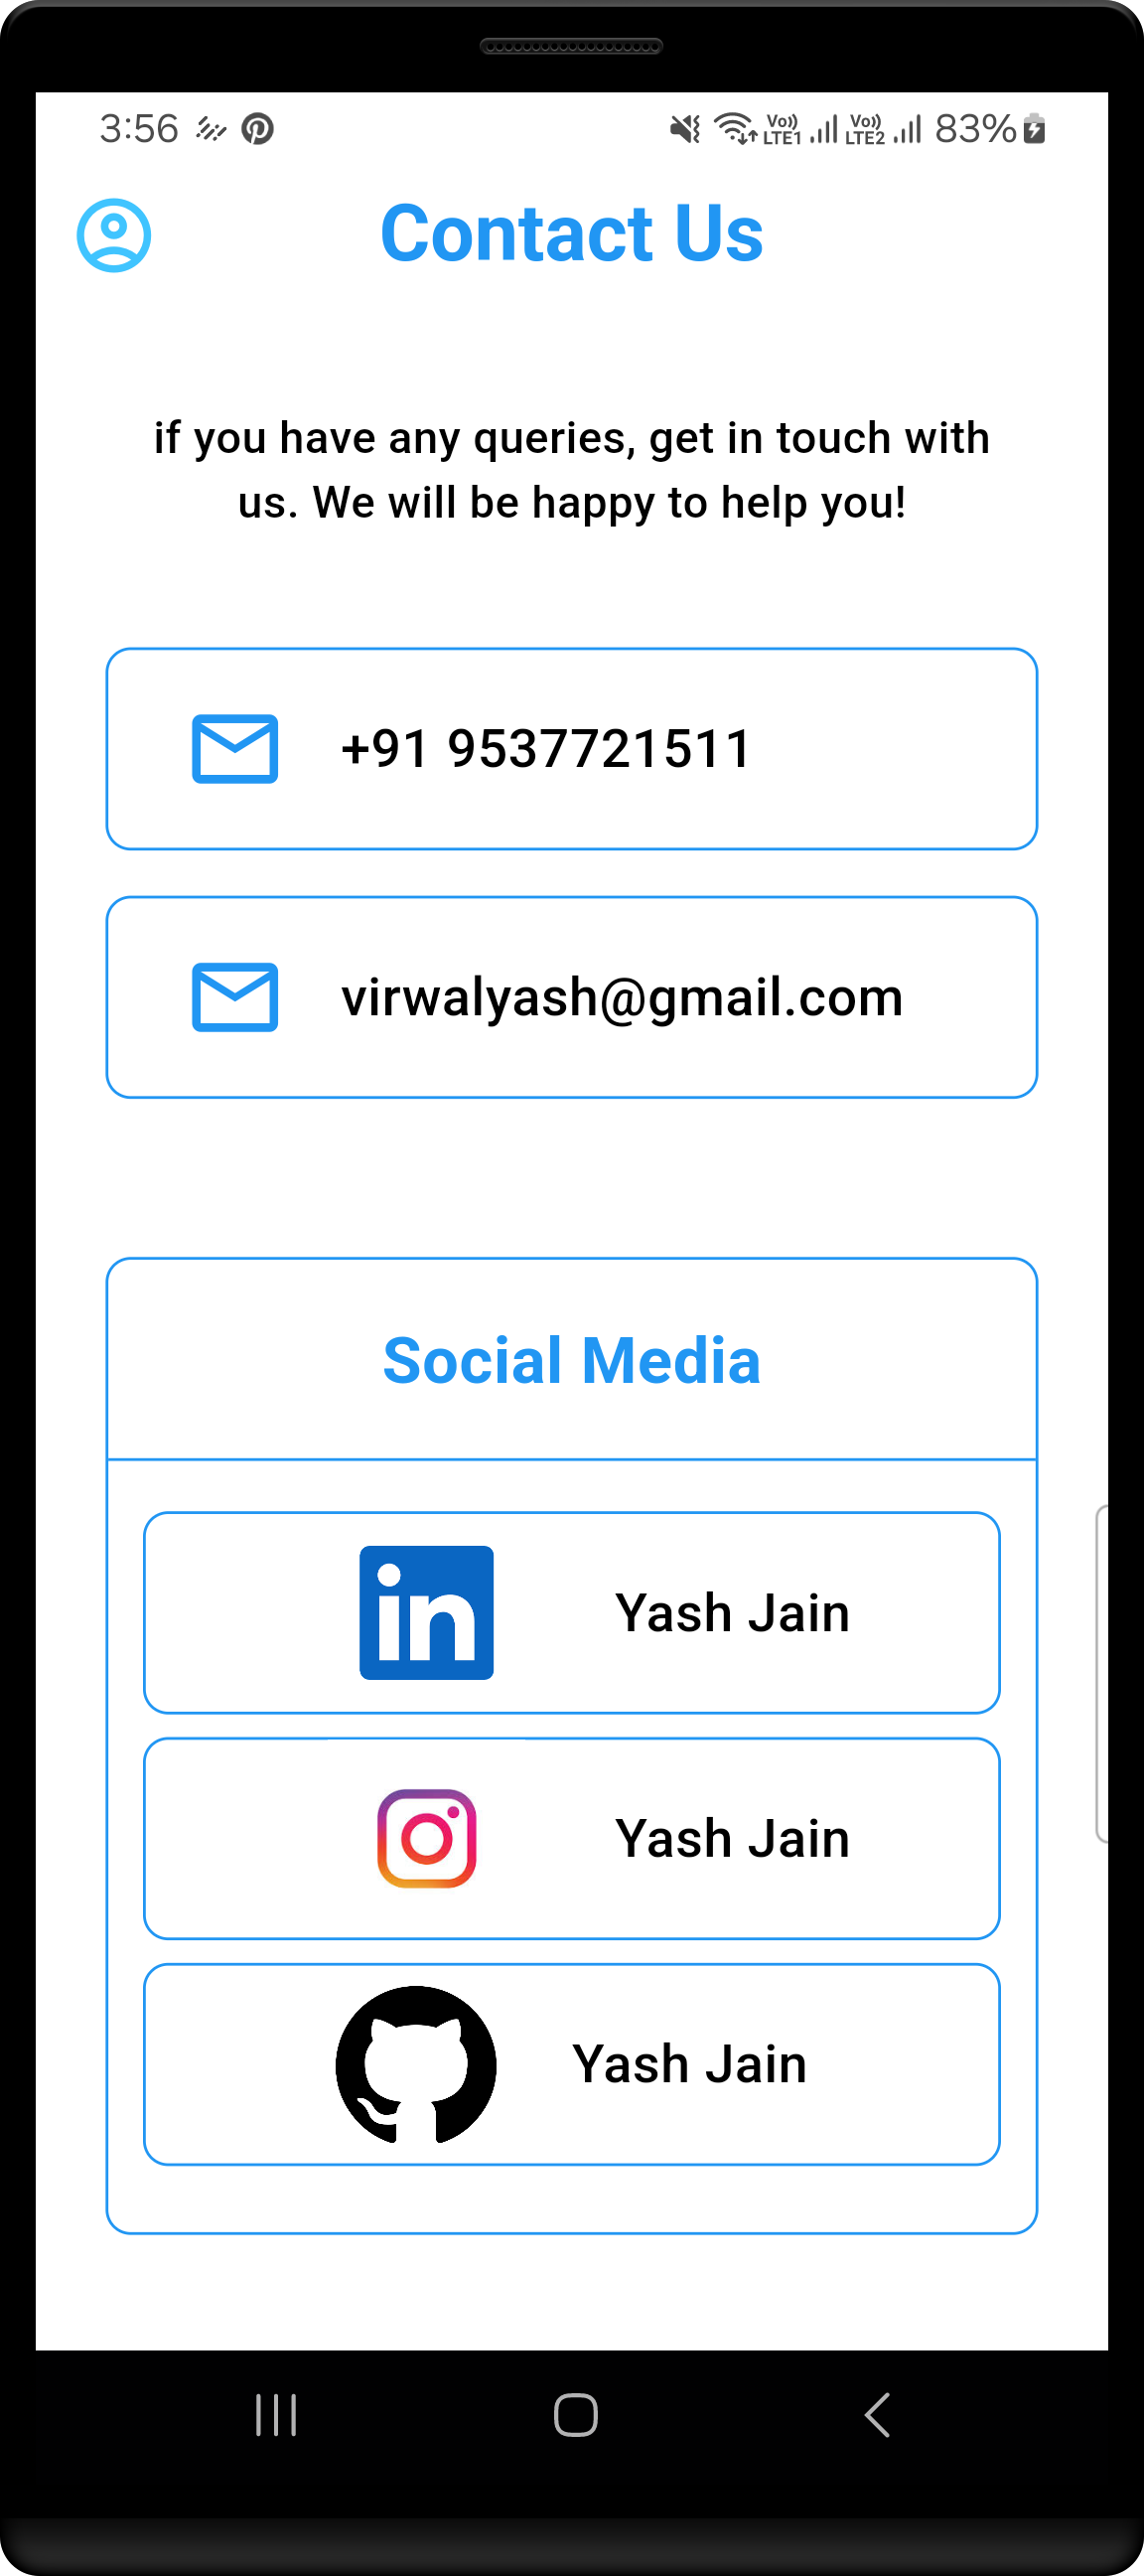 3:56 Vo)) LTE1 Vo)) LTE2 83%
Contact Us
if you have any queries, get in touch with
us. We will be happy to help you!
+91 9537721511
virwalyash@gmail.com
Social Media
in Yash Jain
Yash Jain
Yash Jain